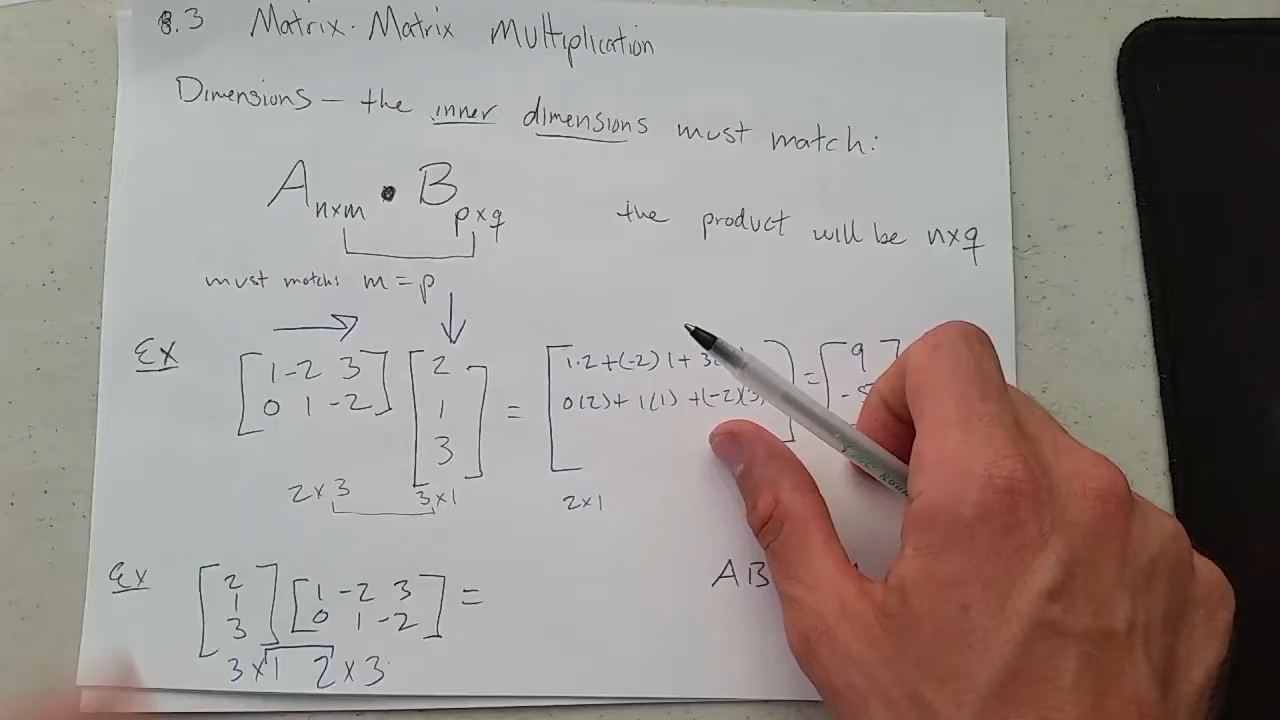 8.3 Matrix · Matrix Multiplication
Dimensions – the inner dimensions must match:
A n×m • B p×q
the product will be n×q
must match: m = p
Ex [1 -2 3 / 0 1 -2] [2 / 1 / 3] = [1·2+(-2)1+3 / 0(2)+1(1)+(-2)(3)] = [9 /
2×3 3×1 2×1
Ex [2 / 1 / 3] [1 -2 3 / 0 1 -2] =
AB
3×1 2×3